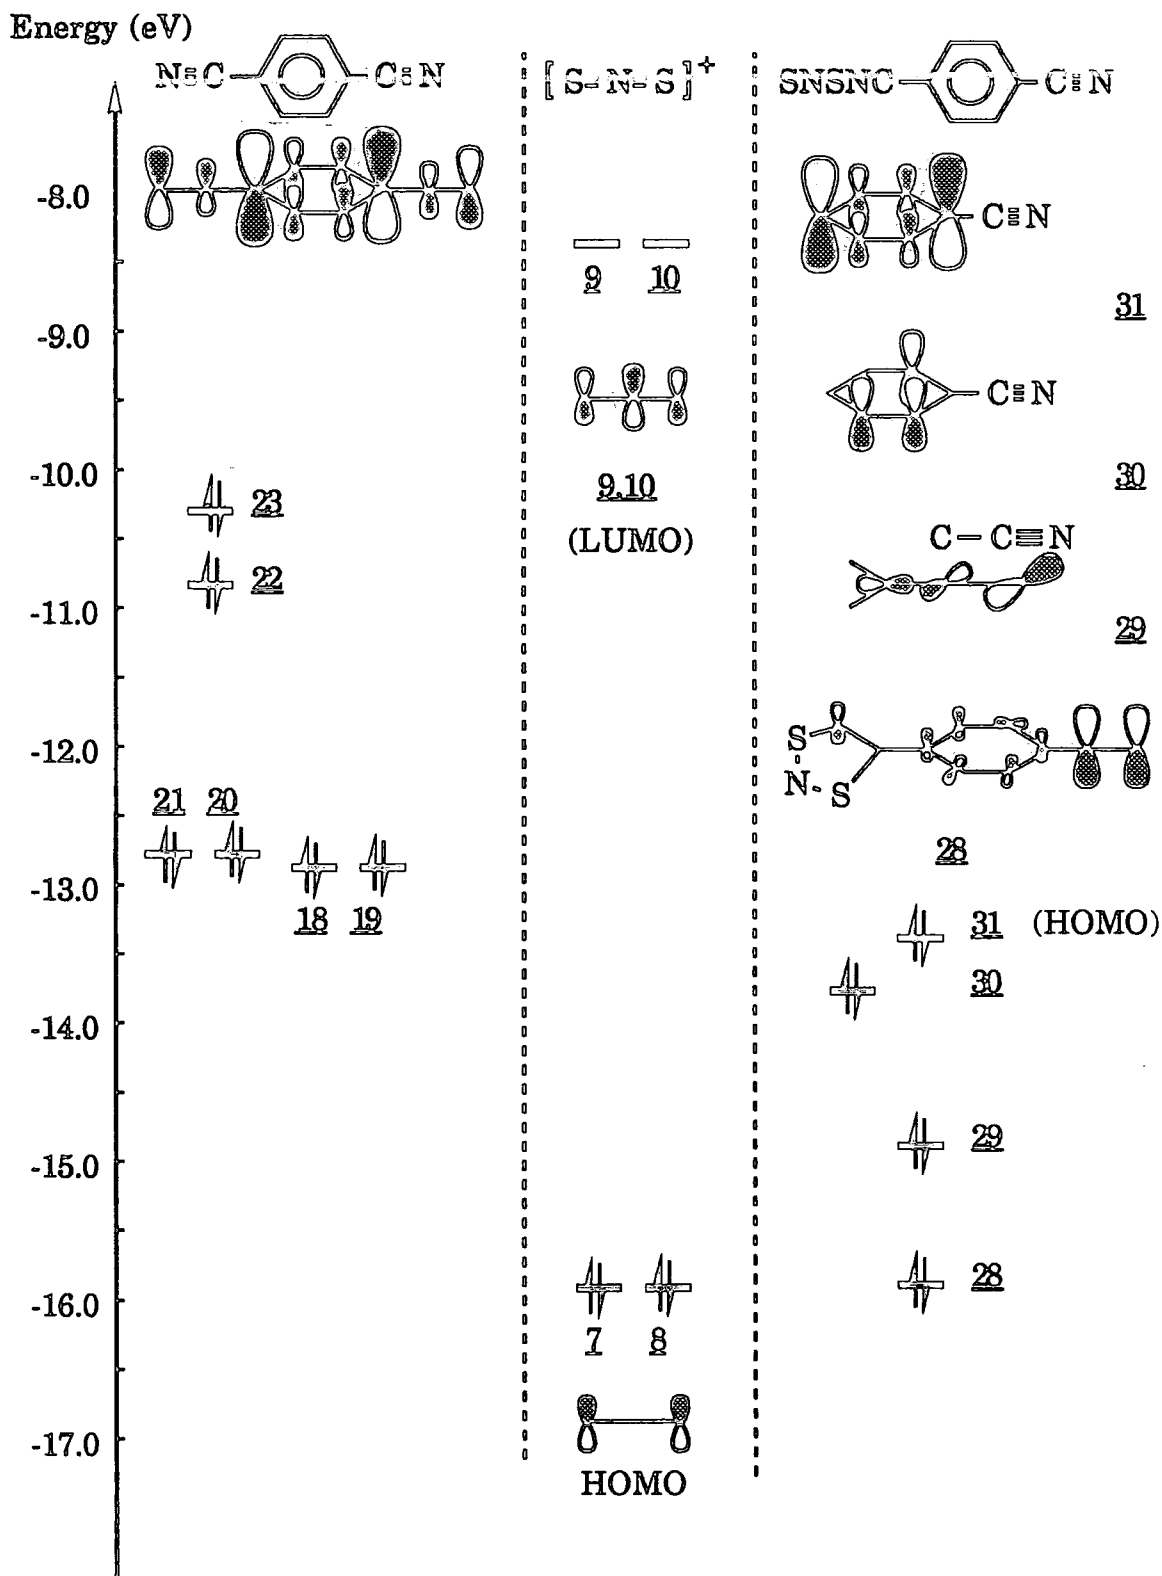 Energy (eV)
N≡C C≡N
[ S-N-S ]+
SNSNC C≡N
-8.0
C≡N
9 10
31
-9.0
C≡N
-10.0
9,10
30
23
(LUMO)
C-C≡N
22
-11.0
29
-12.0
S
N-S
21 20
28
-13.0
18 19
31 (HOMO)
30
-14.0
29
-15.0
28
-16.0
7 8
-17.0
HOMO